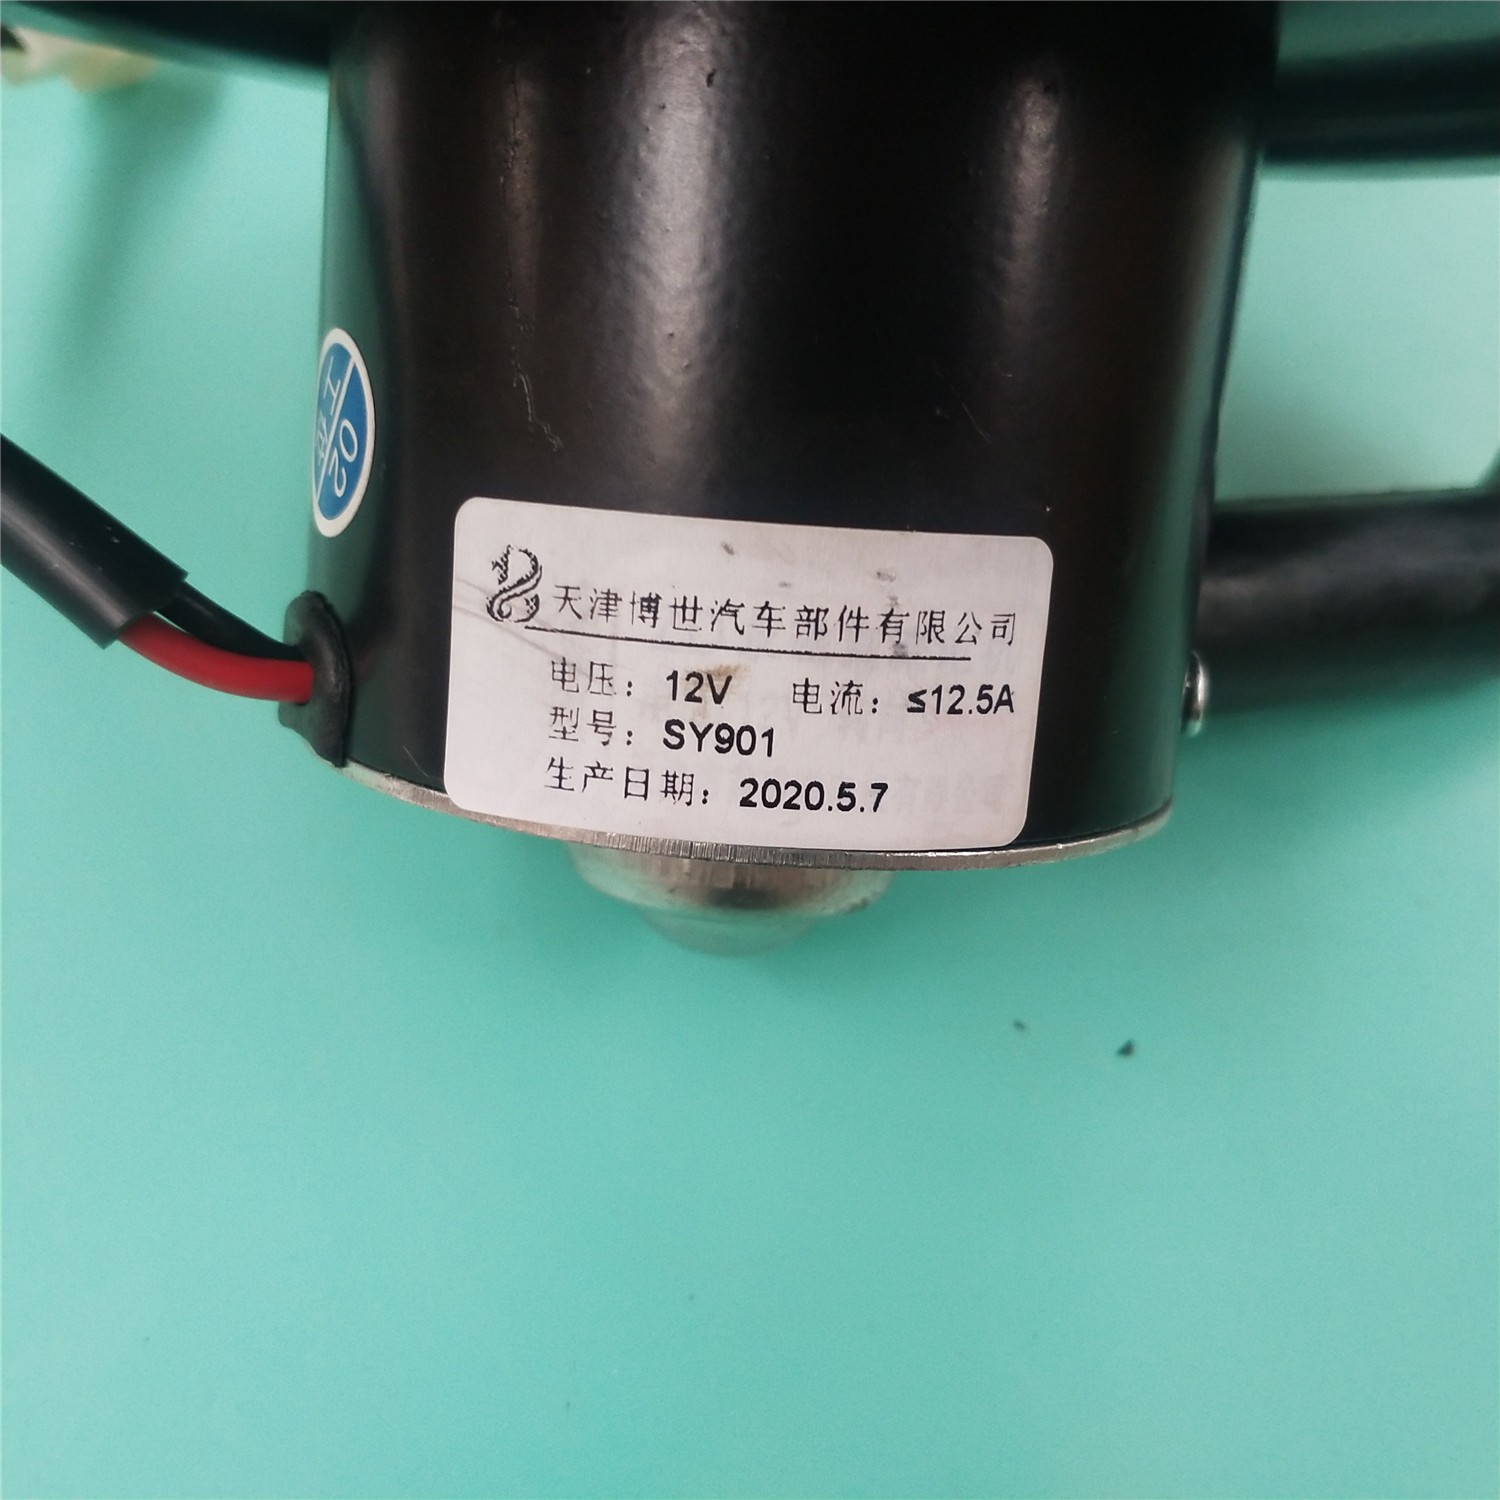 天津博世汽车部件有限公司
电压：12V 电流：≤12.5A
型号：SY901
生产日期：2020.5.7
02